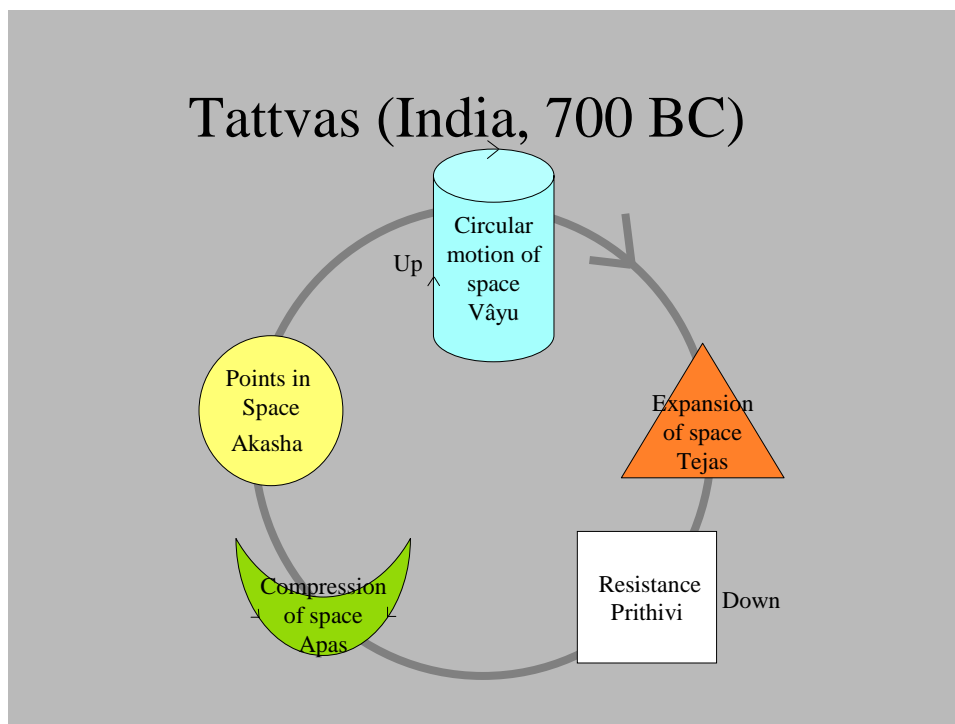 Tattvas (India, 700 BC)
Circular
motion of
space
Vâyu
Up
Points in
Space
Akasha
Expansion
of space
Tejas
Compression
of space
Apas
Resistance
Prithivi
Down